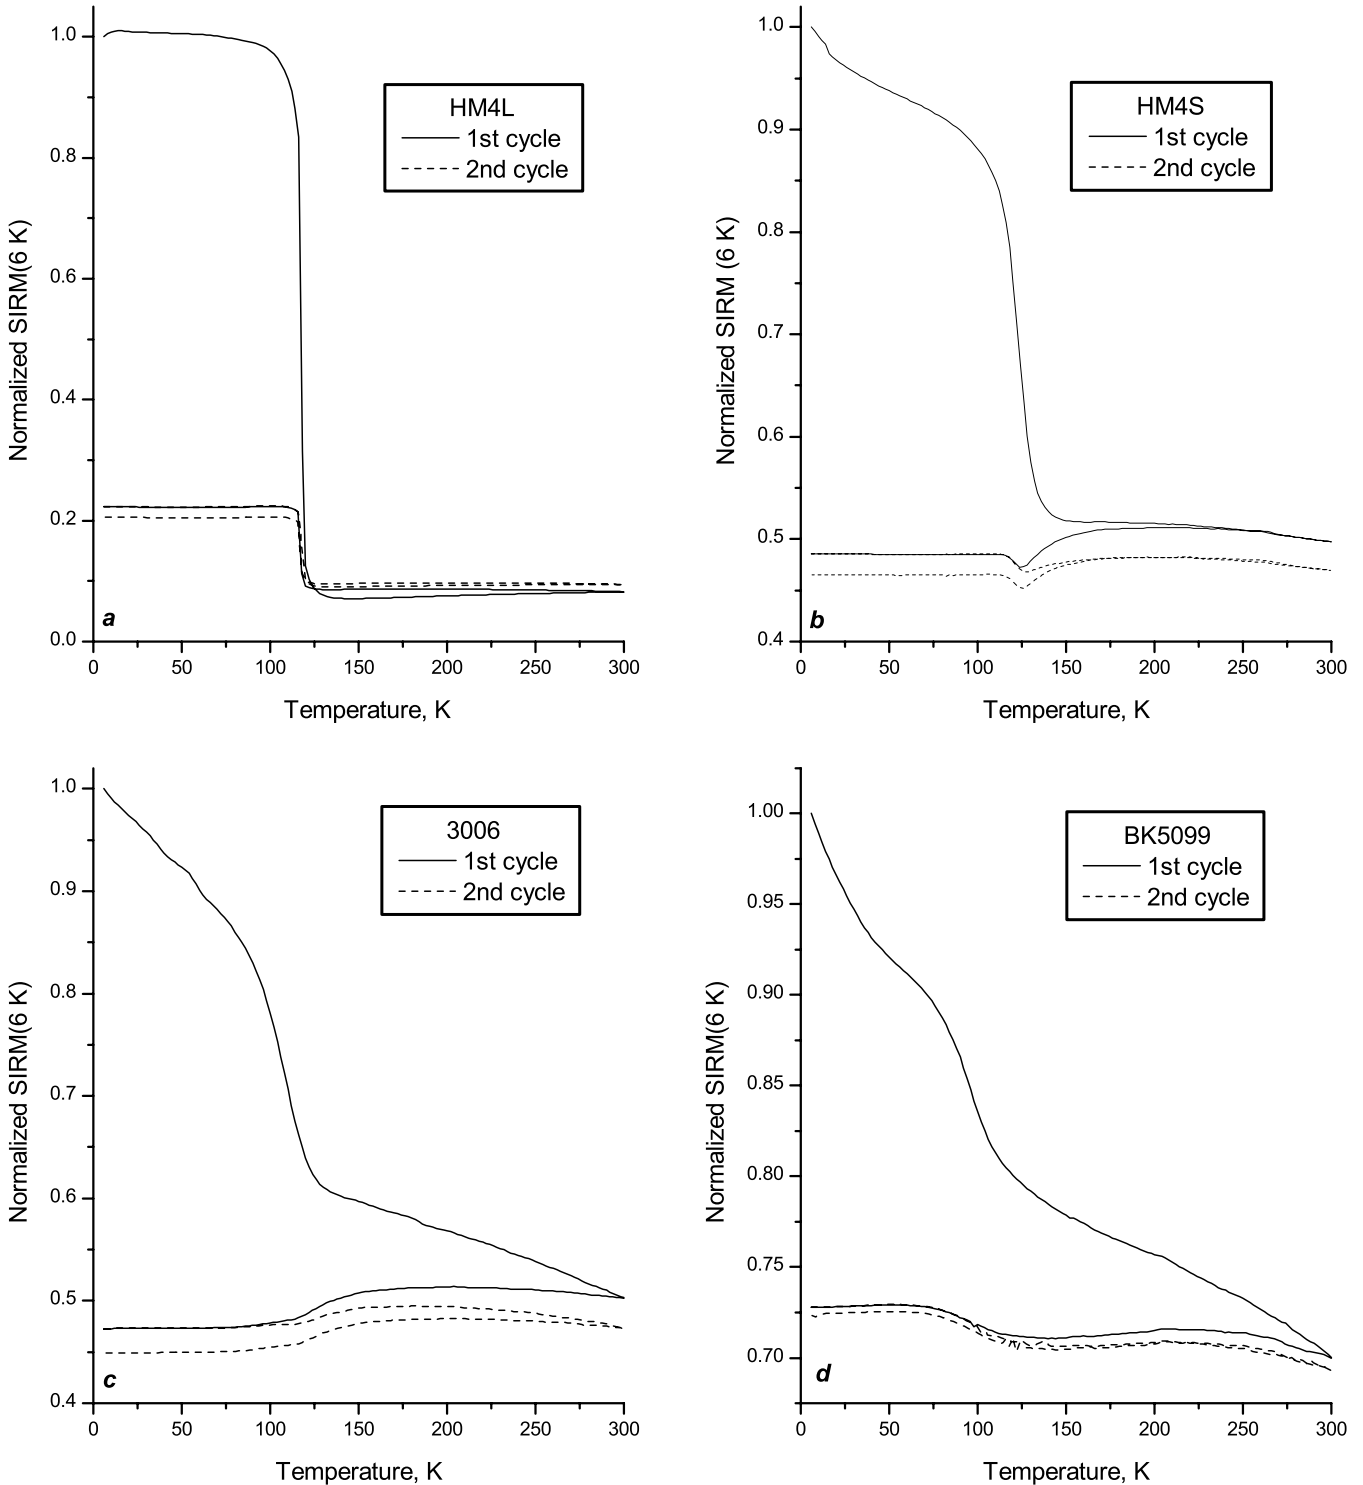 HM4L
1st cycle
2nd cycle
Normalized SIRM(6 K)
1.0
0.8
0.6
0.4
0.2
0.0
a
0 50 100 150 200 250 300
Temperature, K
HM4S
1st cycle
2nd cycle
Normalized SIRM (6 K)
1.0
0.9
0.8
0.7
0.6
0.5
0.4
b
0 50 100 150 200 250 300
Temperature, K
3006
1st cycle
2nd cycle
Normalized SIRM(6 K)
1.0
0.9
0.8
0.7
0.6
0.5
0.4
c
0 50 100 150 200 250 300
Temperature, K
BK5099
1st cycle
2nd cycle
Normalized SIRM(6 K)
1.00
0.95
0.90
0.85
0.80
0.75
0.70
d
0 50 100 150 200 250 300
Temperature, K